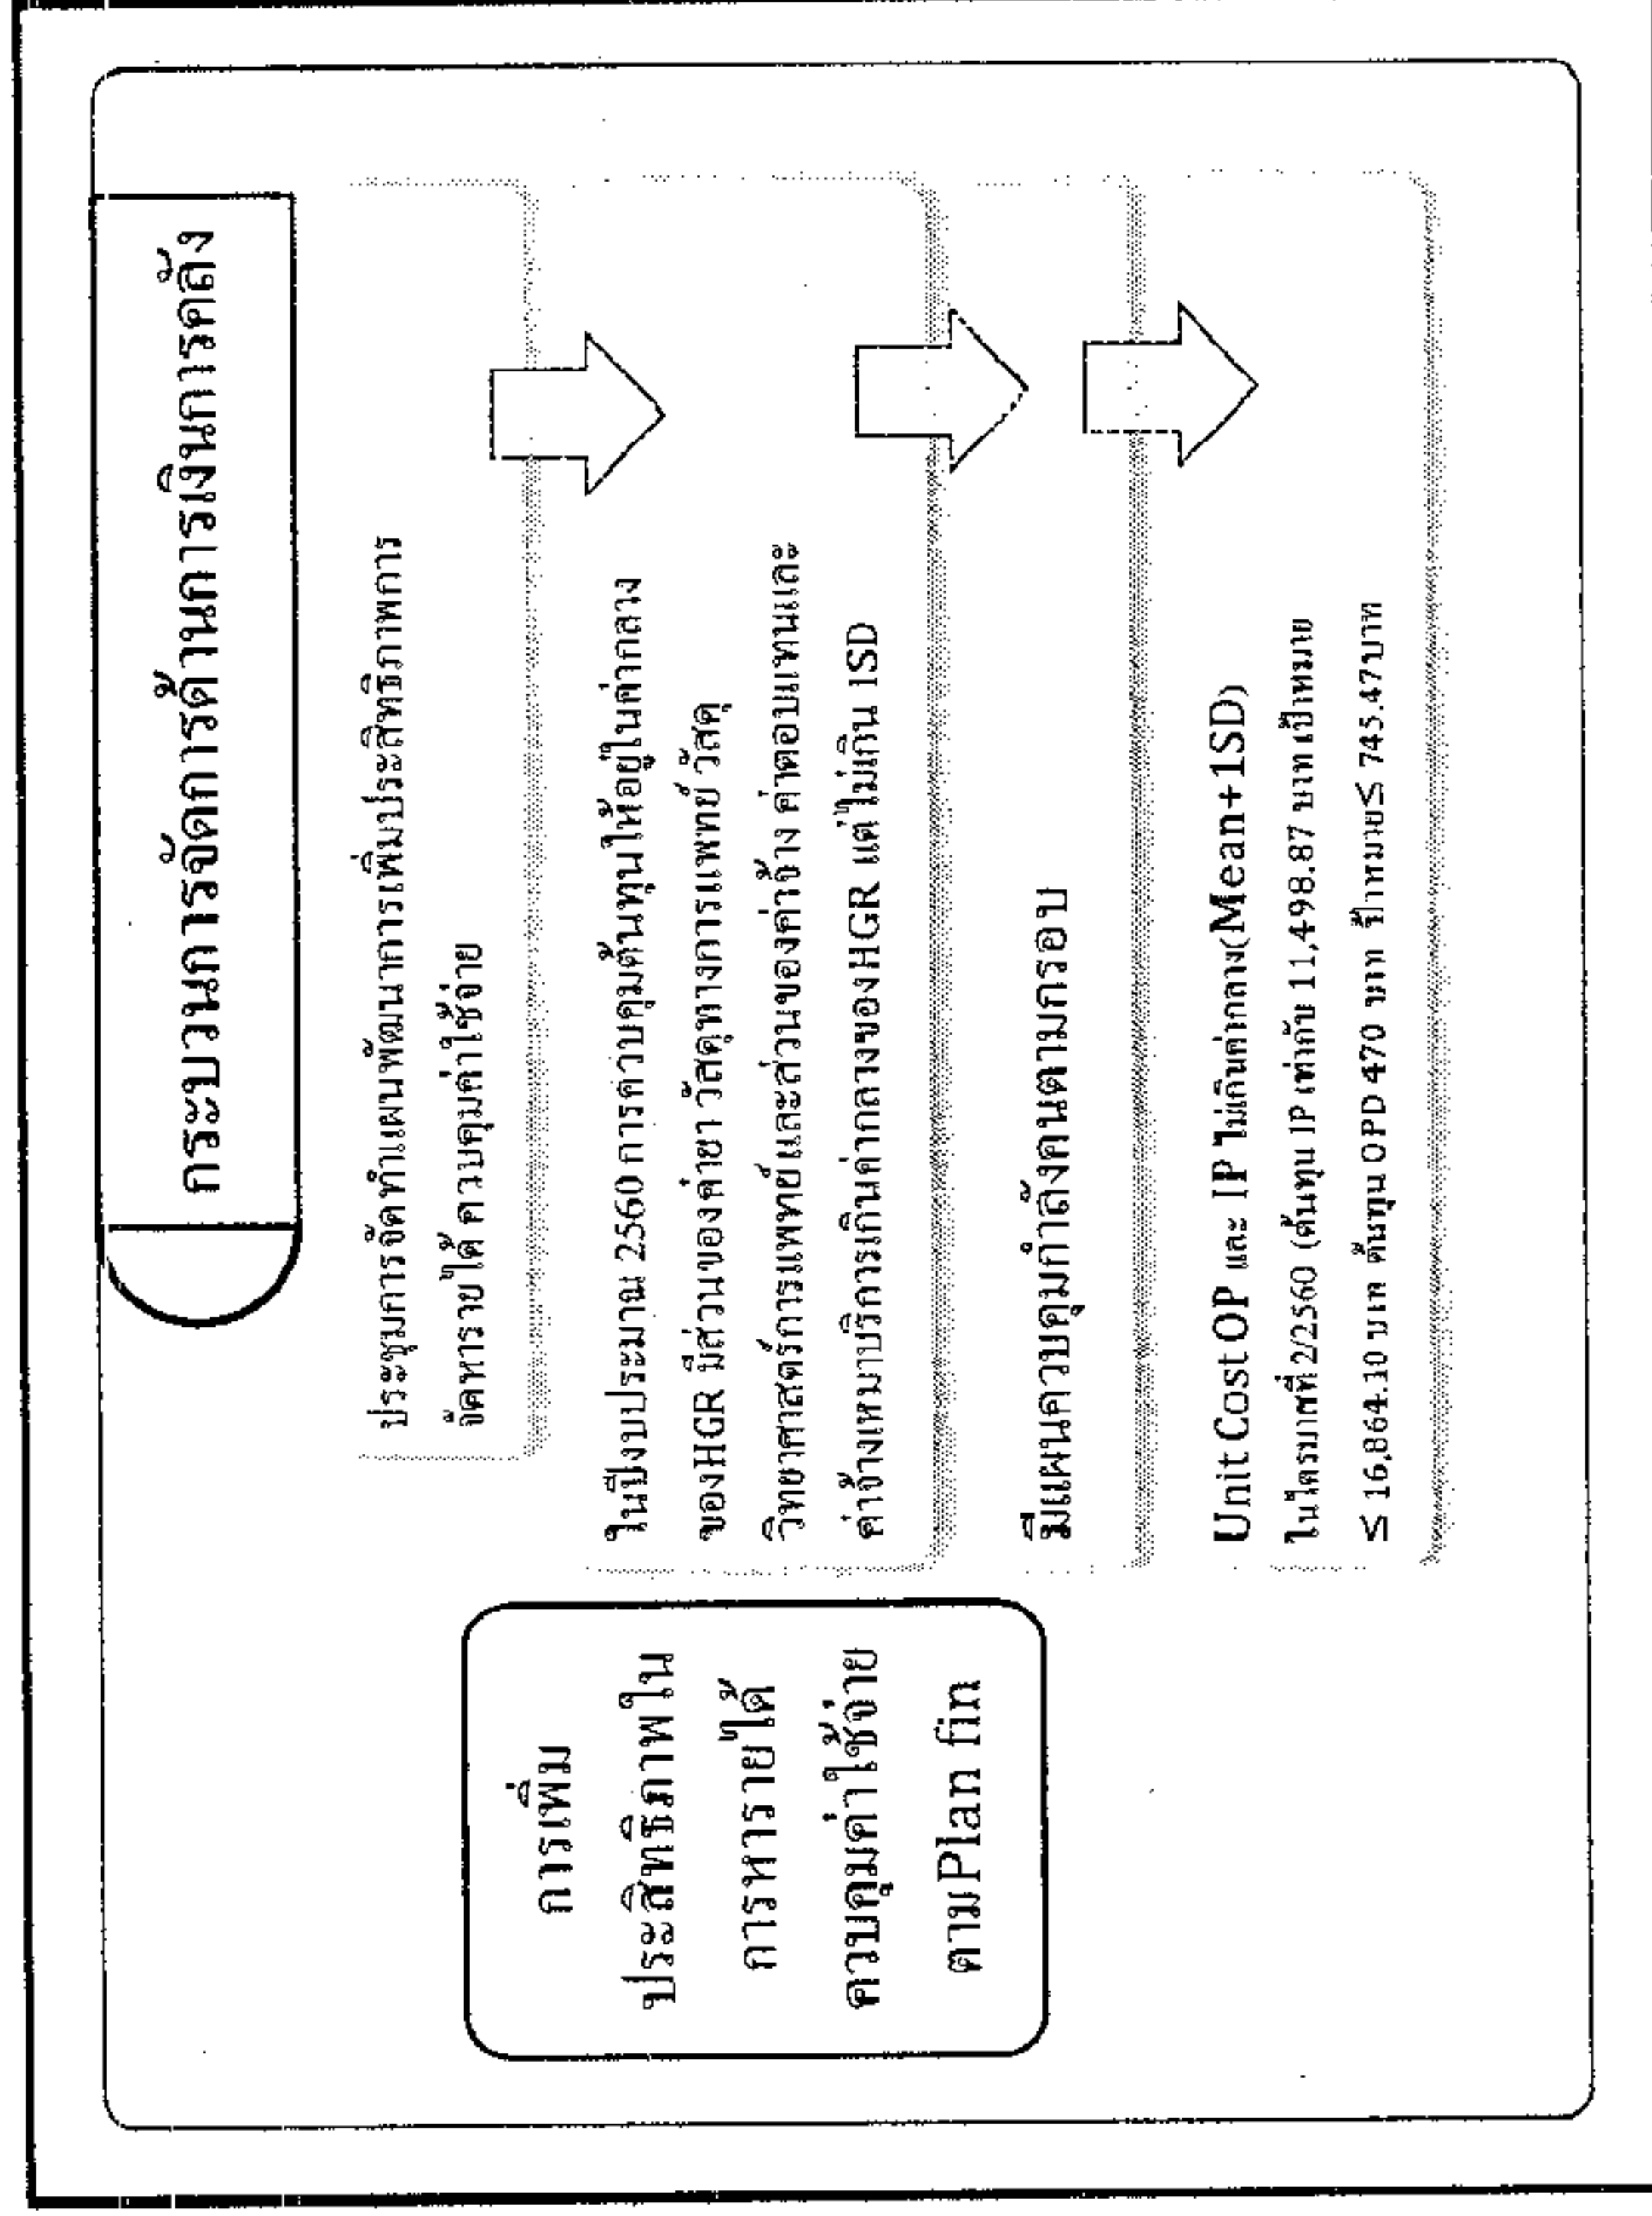 กระบวนการจัดการด้านการเงินการคลัง
การเพิ่ม
ประสิทธิภาพใน
การหารายได้
ควบคุมค่าใช้จ่าย
ตามPlan fin
ประชุมการจัดทำแผนพัฒนาการเพิ่มประสิทธิภาพการ
จัดหารายได้ ควบคุมค่าใช้จ่าย
ในปีงบประมาณ 2560 การควบคุมต้นทุนให้อยู่ในค่ากลาง
ของHGR มีส่วนของค่ายา วัสดุทางการแพทย์ วัสดุ
วิทยาศาสตร์การแพทย์และส่วนของค่าจ้าง ค่าตอบแทนและ
ค่าจ้างเหมาบริการเกินค่ากลางของHGR แต่ไม่เกิน 1SD
มีแผนควบคุมกำลังคนตามกรอบ
Unit Cost OP และ IP ไม่เกินค่ากลาง(Mean+1SD)
ในไตรมาสที่ 2/2560 (ต้นทุน IP เท่ากับ 11,498.87 บาทเป้าหมาย
≤ 16,864.10 บาท ต้นทุน OPD 470 บาท เป้าหมาย≤ 745.47บาท